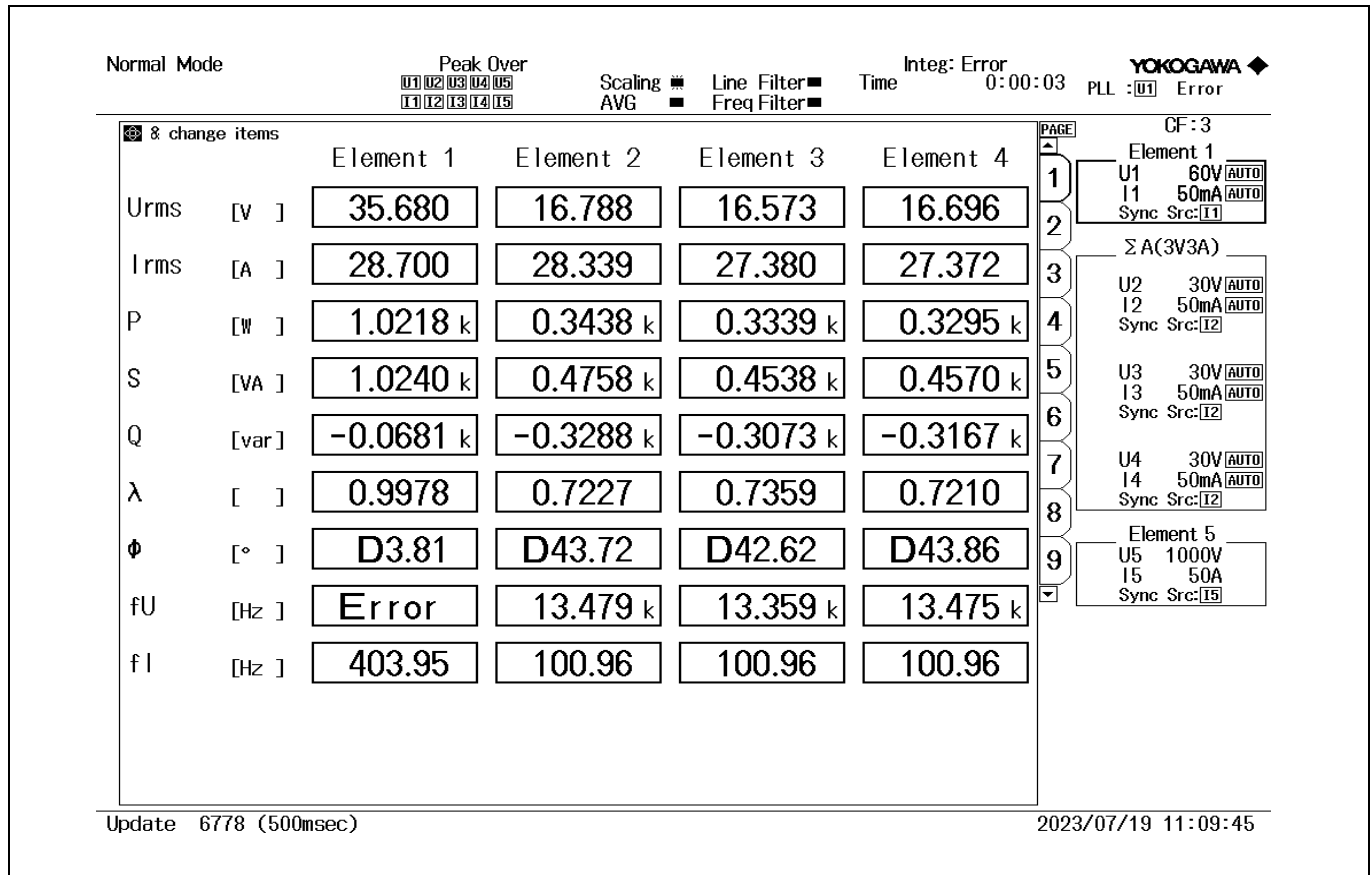 Normal Mode Peak Over Integ: Error YOKOGAWA
U1 U2 U3 U4 U5 Scaling Line Filter Time 0:00:03 PLL :U1 Error
I1 I2 I3 I4 I5 AVG Freq Filter
& change items PAGE CF:3
Element 1 Element 2 Element 3 Element 4
Urms [V ] 35.680 16.788 16.573 16.696
Irms [A ] 28.700 28.339 27.380 27.372
P [W ] 1.0218 k 0.3438 k 0.3339 k 0.3295 k
S [VA ] 1.0240 k 0.4758 k 0.4538 k 0.4570 k
Q [var] -0.0681 k -0.3288 k -0.3073 k -0.3167 k
λ [ ] 0.9978 0.7227 0.7359 0.7210
Φ [° ] D3.81 D43.72 D42.62 D43.86
fU [Hz ] Error 13.479 k 13.359 k 13.475 k
fI [Hz ] 403.95 100.96 100.96 100.96
1
2
3
4
5
6
7
8
9
Element 1
U1 60V AUTO
I1 50mA AUTO
Sync Src:I1
ΣA(3V3A)
U2 30V AUTO
I2 50mA AUTO
Sync Src:I2
U3 30V AUTO
I3 50mA AUTO
Sync Src:I2
U4 30V AUTO
I4 50mA AUTO
Sync Src:I2
Element 5
U5 1000V
I5 50A
Sync Src:I5
Update 6778 (500msec) 2023/07/19 11:09:45